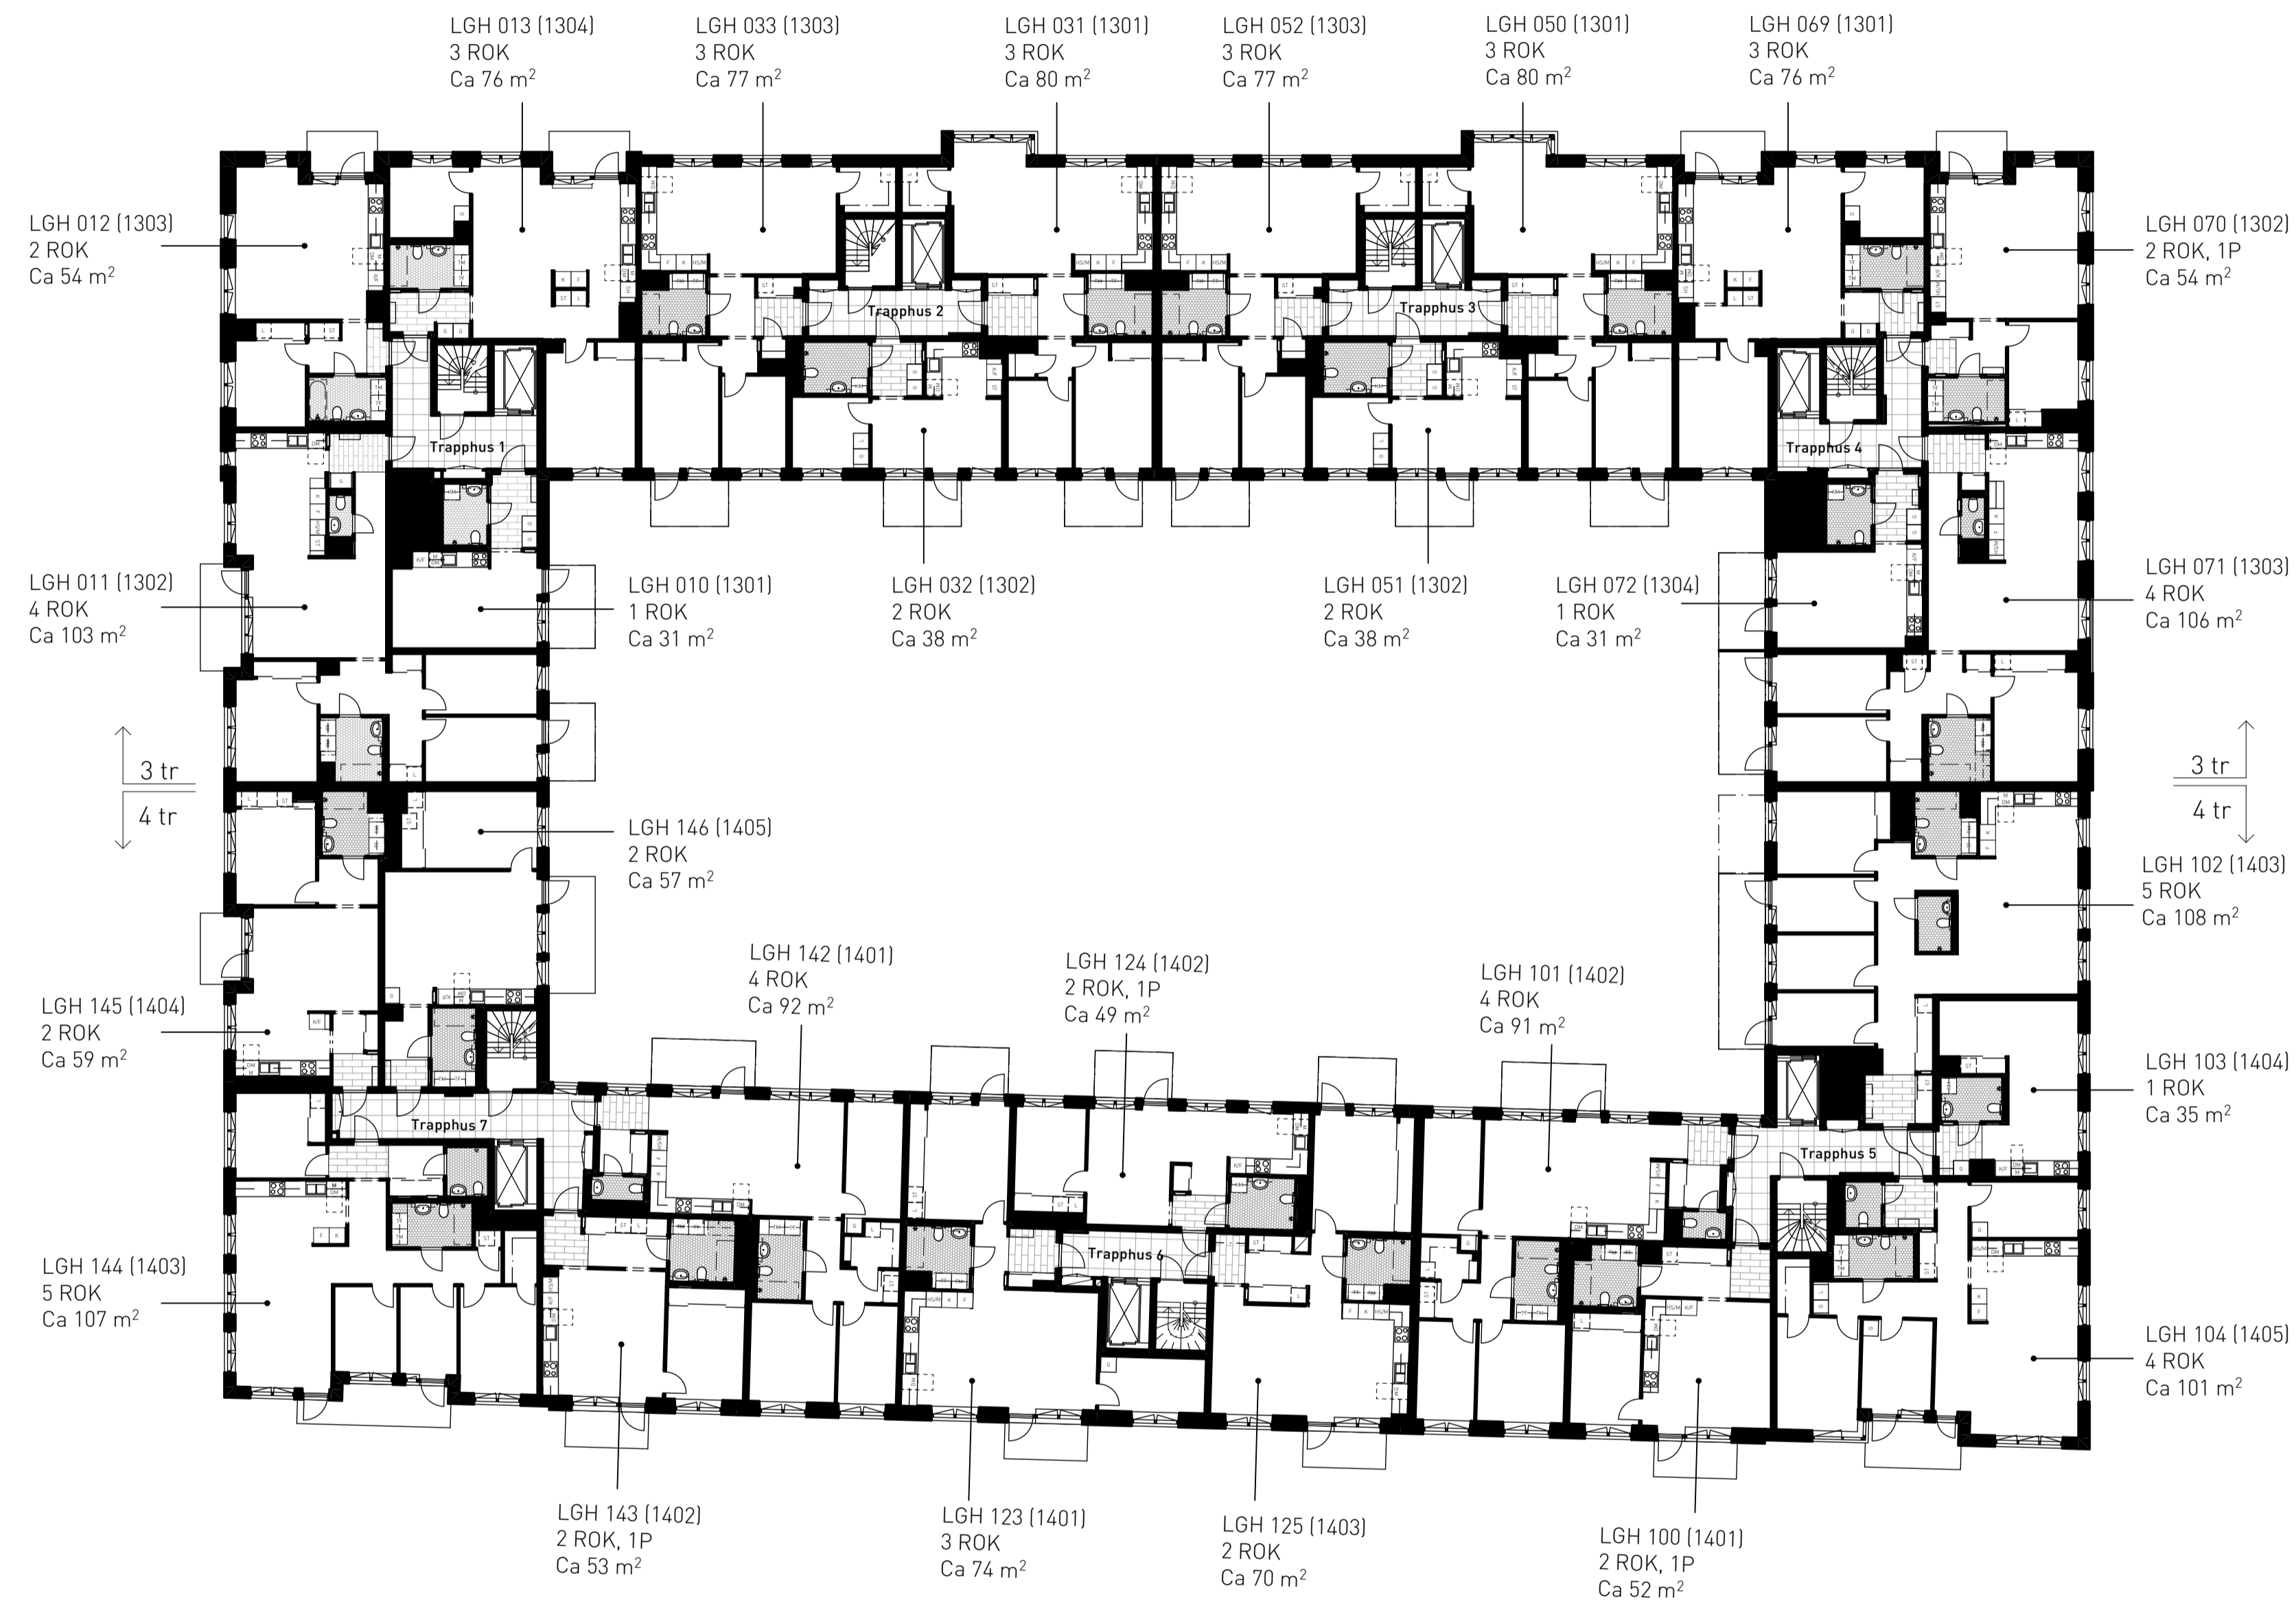 LGH 013 (1304)
3 ROK
Ca 76 m²
LGH 033 (1303)
3 ROK
Ca 77 m²
LGH 031 (1301)
3 ROK
Ca 80 m²
LGH 052 (1303)
3 ROK
Ca 77 m²
LGH 050 (1301)
3 ROK
Ca 80 m²
LGH 069 (1301)
3 ROK
Ca 76 m²
LGH 012 (1303)
2 ROK
Ca 54 m²
LGH 070 (1302)
2 ROK, 1P
Ca 54 m²
Trapphus 2
Trapphus 3
Trapphus 1
Trapphus 4
LGH 011 (1302)
4 ROK
Ca 103 m²
LGH 010 (1301)
1 ROK
Ca 31 m²
LGH 032 (1302)
2 ROK
Ca 38 m²
LGH 051 (1302)
2 ROK
Ca 38 m²
LGH 072 (1304)
1 ROK
Ca 31 m²
LGH 071 (1303)
4 ROK
Ca 106 m²
3 tr
4 tr
3 tr
4 tr
LGH 146 (1405)
2 ROK
Ca 57 m²
LGH 102 (1403)
5 ROK
Ca 108 m²
LGH 145 (1404)
2 ROK
Ca 59 m²
LGH 142 (1401)
4 ROK
Ca 92 m²
LGH 124 (1402)
2 ROK, 1P
Ca 49 m²
LGH 101 (1402)
4 ROK
Ca 91 m²
LGH 103 (1404)
1 ROK
Ca 35 m²
Trapphus 7
Trapphus 5
Trapphus 6
LGH 144 (1403)
5 ROK
Ca 107 m²
LGH 104 (1405)
4 ROK
Ca 101 m²
LGH 143 (1402)
2 ROK, 1P
Ca 53 m²
LGH 123 (1401)
3 ROK
Ca 74 m²
LGH 125 (1403)
2 ROK
Ca 70 m²
LGH 100 (1401)
2 ROK, 1P
Ca 52 m²